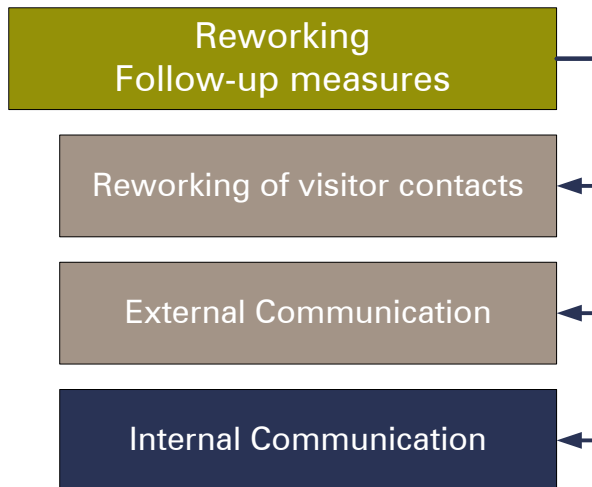 Reworking
Follow-up measures
Reworking of visitor contacts
External Communication
Internal Communication